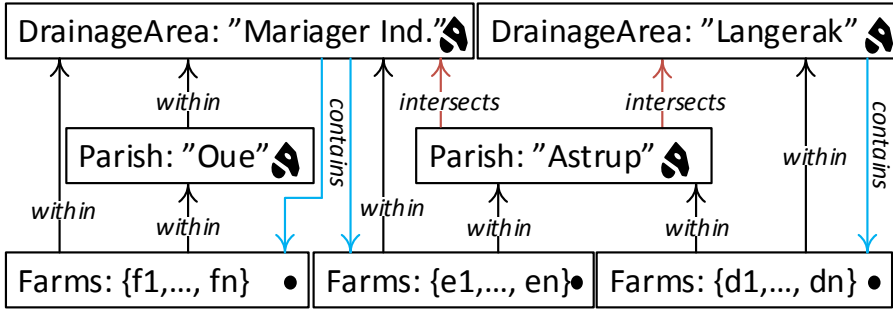 DrainageArea: ”Mariager Ind.” DrainageArea: ”Langerak”
within intersects intersects contains contains
Parish: ”Oue” Parish: ”Astrup”
within
within within within within within
Farms: {f1,..., fn} Farms: {e1,..., en} Farms: {d1,..., dn}